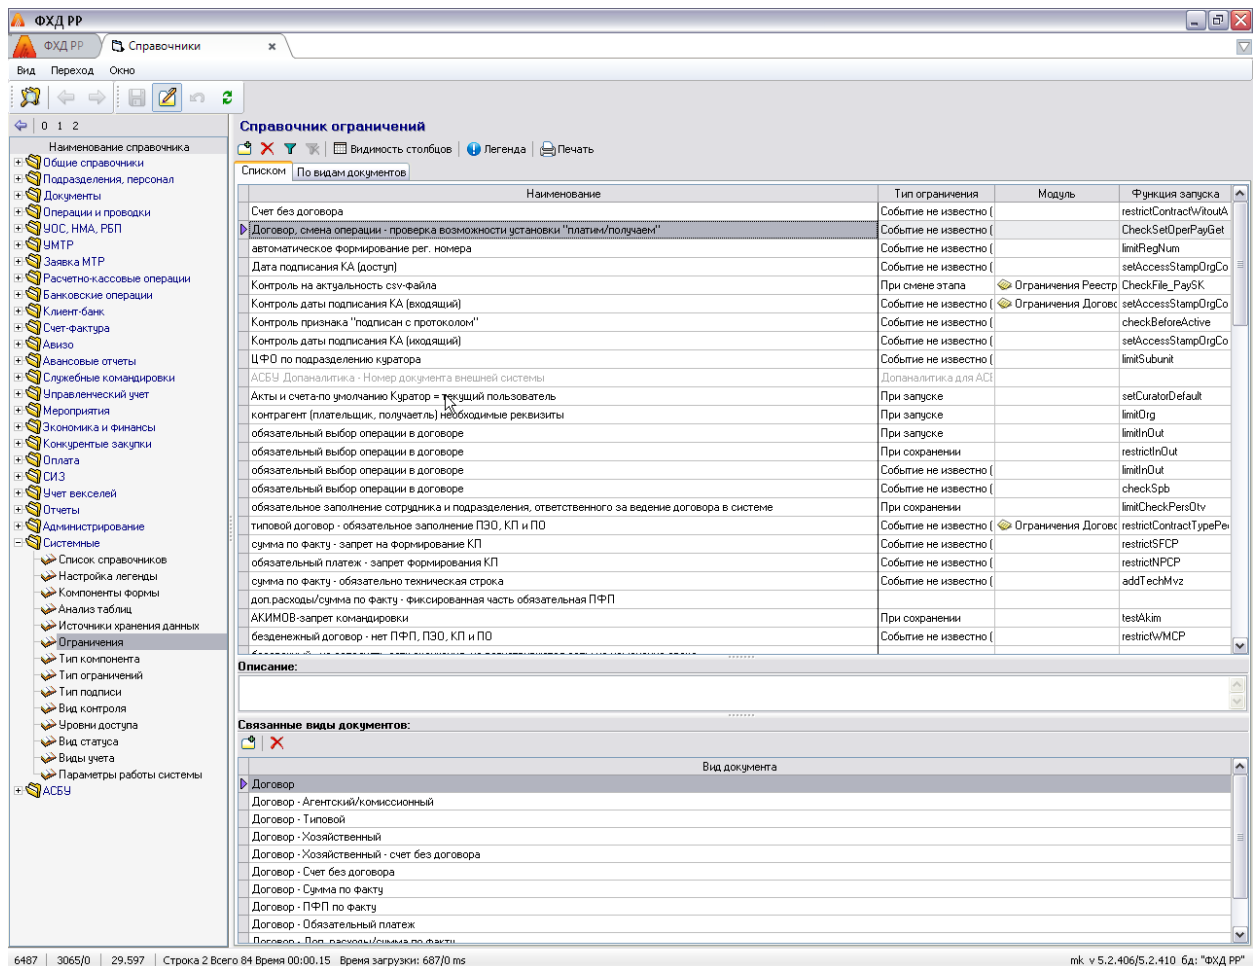 ФХД РР
ФХД РР Справочники
Вид Переход Окно
0 1 2
Наименование справочника
Общие справочники
Подразделения, персонал
Документы
Операции и проводки
УОС, НМА, РБП
УМТР
Заявка МТР
Расчетно-кассовые операции
Банковские операции
Клиент-банк
Счет-фактура
Авизо
Авансовые отчеты
Служебные командировки
Управленческий учет
Мероприятия
Экономика и финансы
Конкурентные закупки
Оплата
СИЗ
Учет векселей
Отчеты
Администрирование
Системные
Список справочников
Настройка легенды
Компоненты формы
Анализ таблиц
Источники хранения данных
Ограничения
Тип компонента
Тип ограничений
Тип подписи
Вид контроля
Уровни доступа
Вид статуса
Виды учета
Параметры работы системы
АСБУ
Справочник ограничений
Видимость столбцов Легенда Печать
Списком По видам документов
Наименование Тип ограничения Модуль Функция запуска
Счет без договора Событие не известно ( restrictContractWitoutA
Договор, смена операции - проверка возможности установки "платим/получаем" Событие не известно ( CheckSetOperPayGet
автоматическое формирование рег. номера Событие не известно ( limitRegNum
Дата подписания КА (доступ) Событие не известно ( setAccessStampOrgCo
Контроль на актуальность csv-файла При смене этапа Ограничения Реестр CheckFile_PaySK
Контроль даты подписания КА (входящий) Событие не известно ( Ограничения Догово setAccessStampOrgCo
Контроль признака "подписан с протоколом" Событие не известно ( checkBeforeActive
Контроль даты подписания КА (иходящий) Событие не известно ( setAccessStampOrgCo
ЦФО по подразделению куратора Событие не известно ( limitSubunit
АСБУ Допаналитика - Номер документа внешней системы Допаналитика для АСБ
Акты и счета-по умолчанию Куратор = текущий пользователь При запуске setCuratorDefault
контрагент (плательщик, получаетль) необходимые реквизиты При запуске limitOrg
обязательный выбор операции в договоре При запуске limitInOut
обязательный выбор операции в договоре При сохранении restrictInOut
обязательный выбор операции в договоре Событие не известно ( limitInOut
обязательный выбор операции в договоре Событие не известно ( checkSpb
обязательное заполнение сотрудника и подразделения, ответственного за ведение договора в системе При сохранении limitCheckPersOtv
типовой договор - обязательное заполнение ПЭО, КП и ПО Событие не известно ( Ограничения Догово restrictContractTypePe
сумма по факту - запрет на формирование КП Событие не известно ( restrictSFCP
обязательный платеж - запрет формирования КП Событие не известно ( restrictNPCP
сумма по факту - обязательно техническая строка Событие не известно ( addTechMvz
доп.расходы/сумма по факту - фиксированная часть обязательная ПФП
АКИМОВ-запрет командировки При сохранении testAkim
безденежный договор - нет ПФП, ПЭО, КП и ПО Событие не известно ( restrictWMCP
Описание:
Связанные виды документов:
Вид документа
Договор
Договор - Агентский/комиссионный
Договор - Типовой
Договор - Хозяйственный
Договор - Хозяйственный - счет без договора
Договор - Счет без договора
Договор - Сумма по факту
Договор - ПФП по факту
Договор - Обязательный платеж
Договор - Доп. расходы/сумма по факту
6487 3065/0 29.597 Строка 2 Всего 84 Время 00:00.15 Время загрузки: 687/0 ms mk v 5.2.406/5.2.410 бд: "ФХД РР"